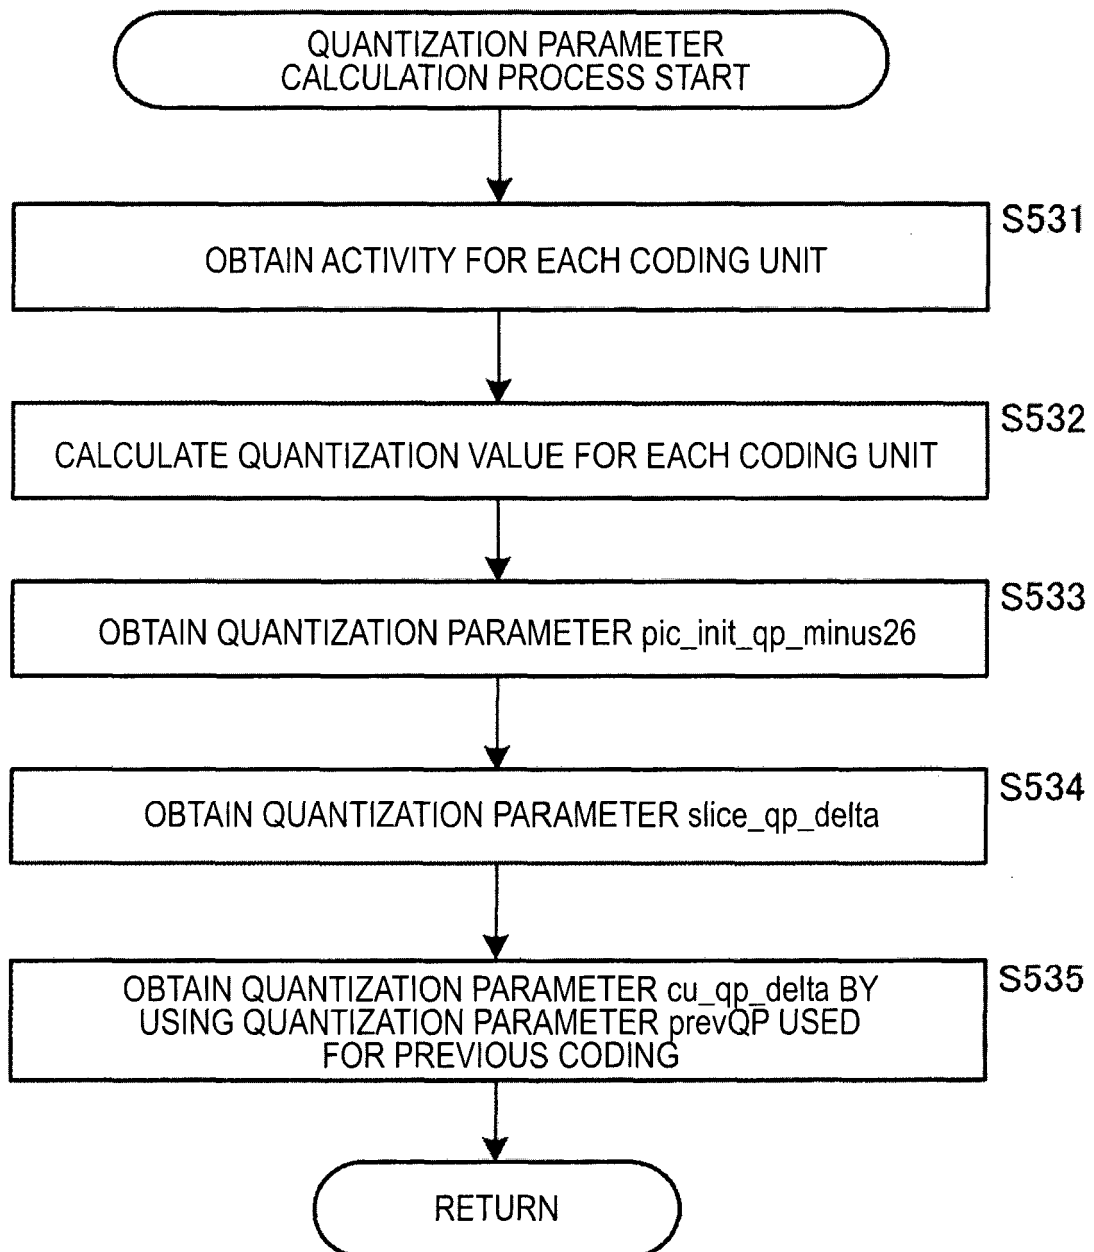 QUANTIZATION PARAMETER
CALCULATION PROCESS START
S531
OBTAIN ACTIVITY FOR EACH CODING UNIT
S532
CALCULATE QUANTIZATION VALUE FOR EACH CODING UNIT
S533
OBTAIN QUANTIZATION PARAMETER pic_init_qp_minus26
S534
OBTAIN QUANTIZATION PARAMETER slice_qp_delta
S535
OBTAIN QUANTIZATION PARAMETER cu_qp_delta BY
USING QUANTIZATION PARAMETER prevQP USED
FOR PREVIOUS CODING
RETURN